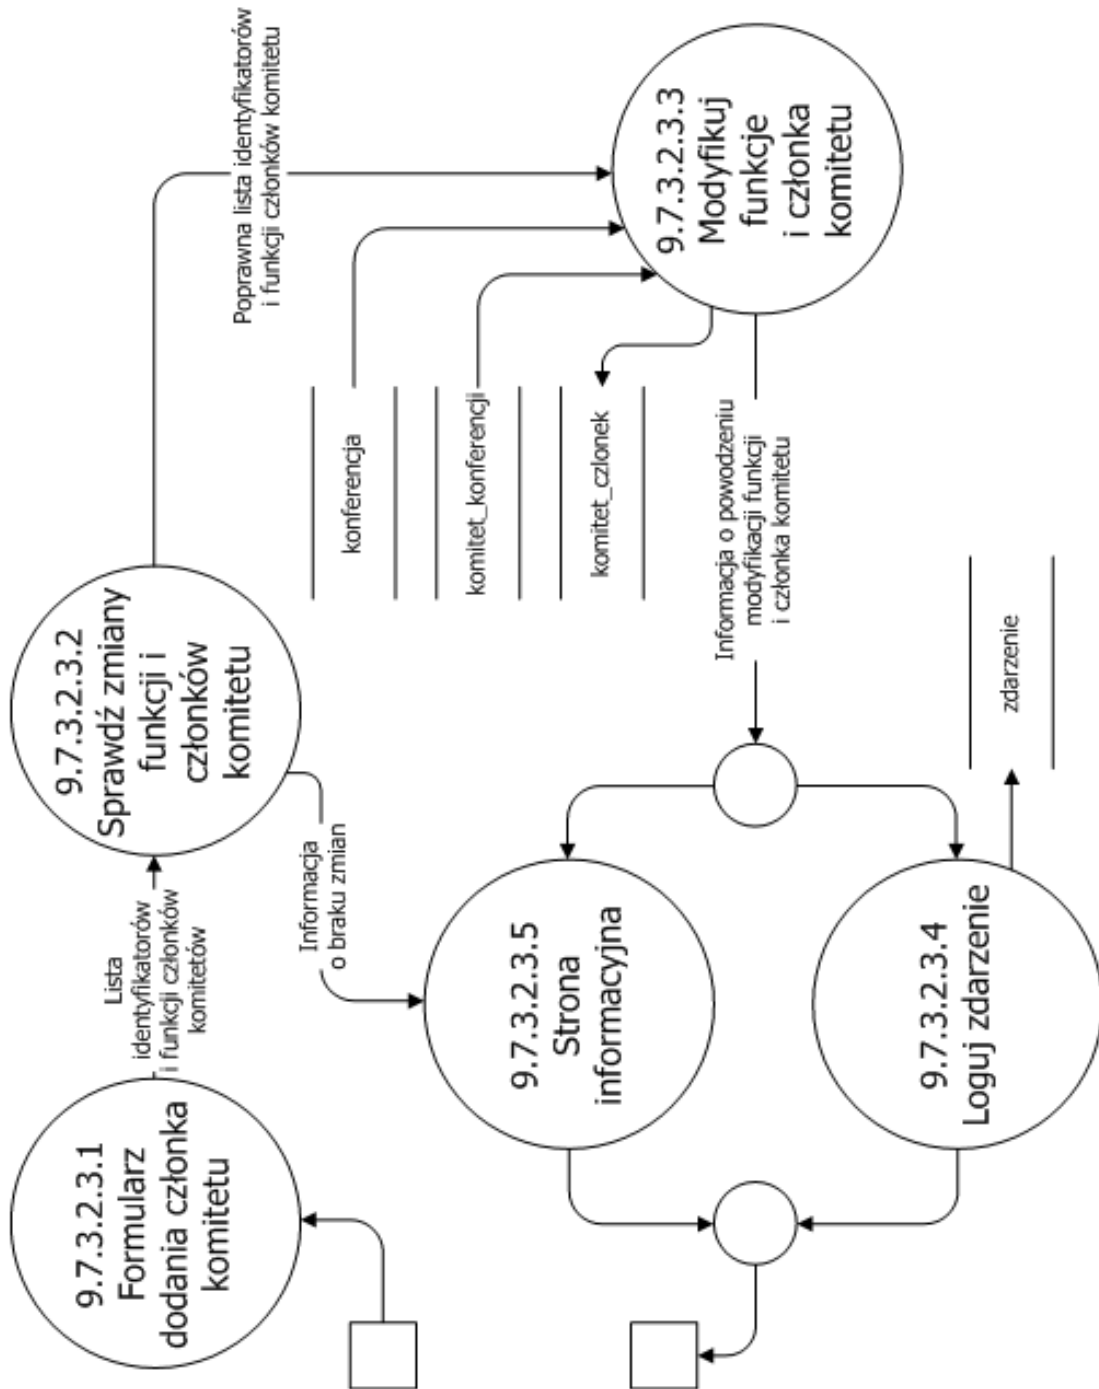 9.7.3.2.3.1
Formularz
dodania członka
komitetu
Lista
identyfikatorów
i funkcji członków
komitetów
9.7.3.2.3.2
Sprawdź zmiany
funkcji i
członków
komitetu
Poprawna lista identyfikatorów
i funkcji członków komitetu
Informacja
o braku zmian
konferencja
komitet_konferencji
komitet_czlonek
9.7.3.2.3.3
Modyfikuj
funkcje
i członka
komitetu
Informacja o powodzeniu
modyfikacji funkcji
i członka komitetu
9.7.3.2.3.5
Strona
informacyjna
9.7.3.2.3.4
Loguj zdarzenie
zdarzenie